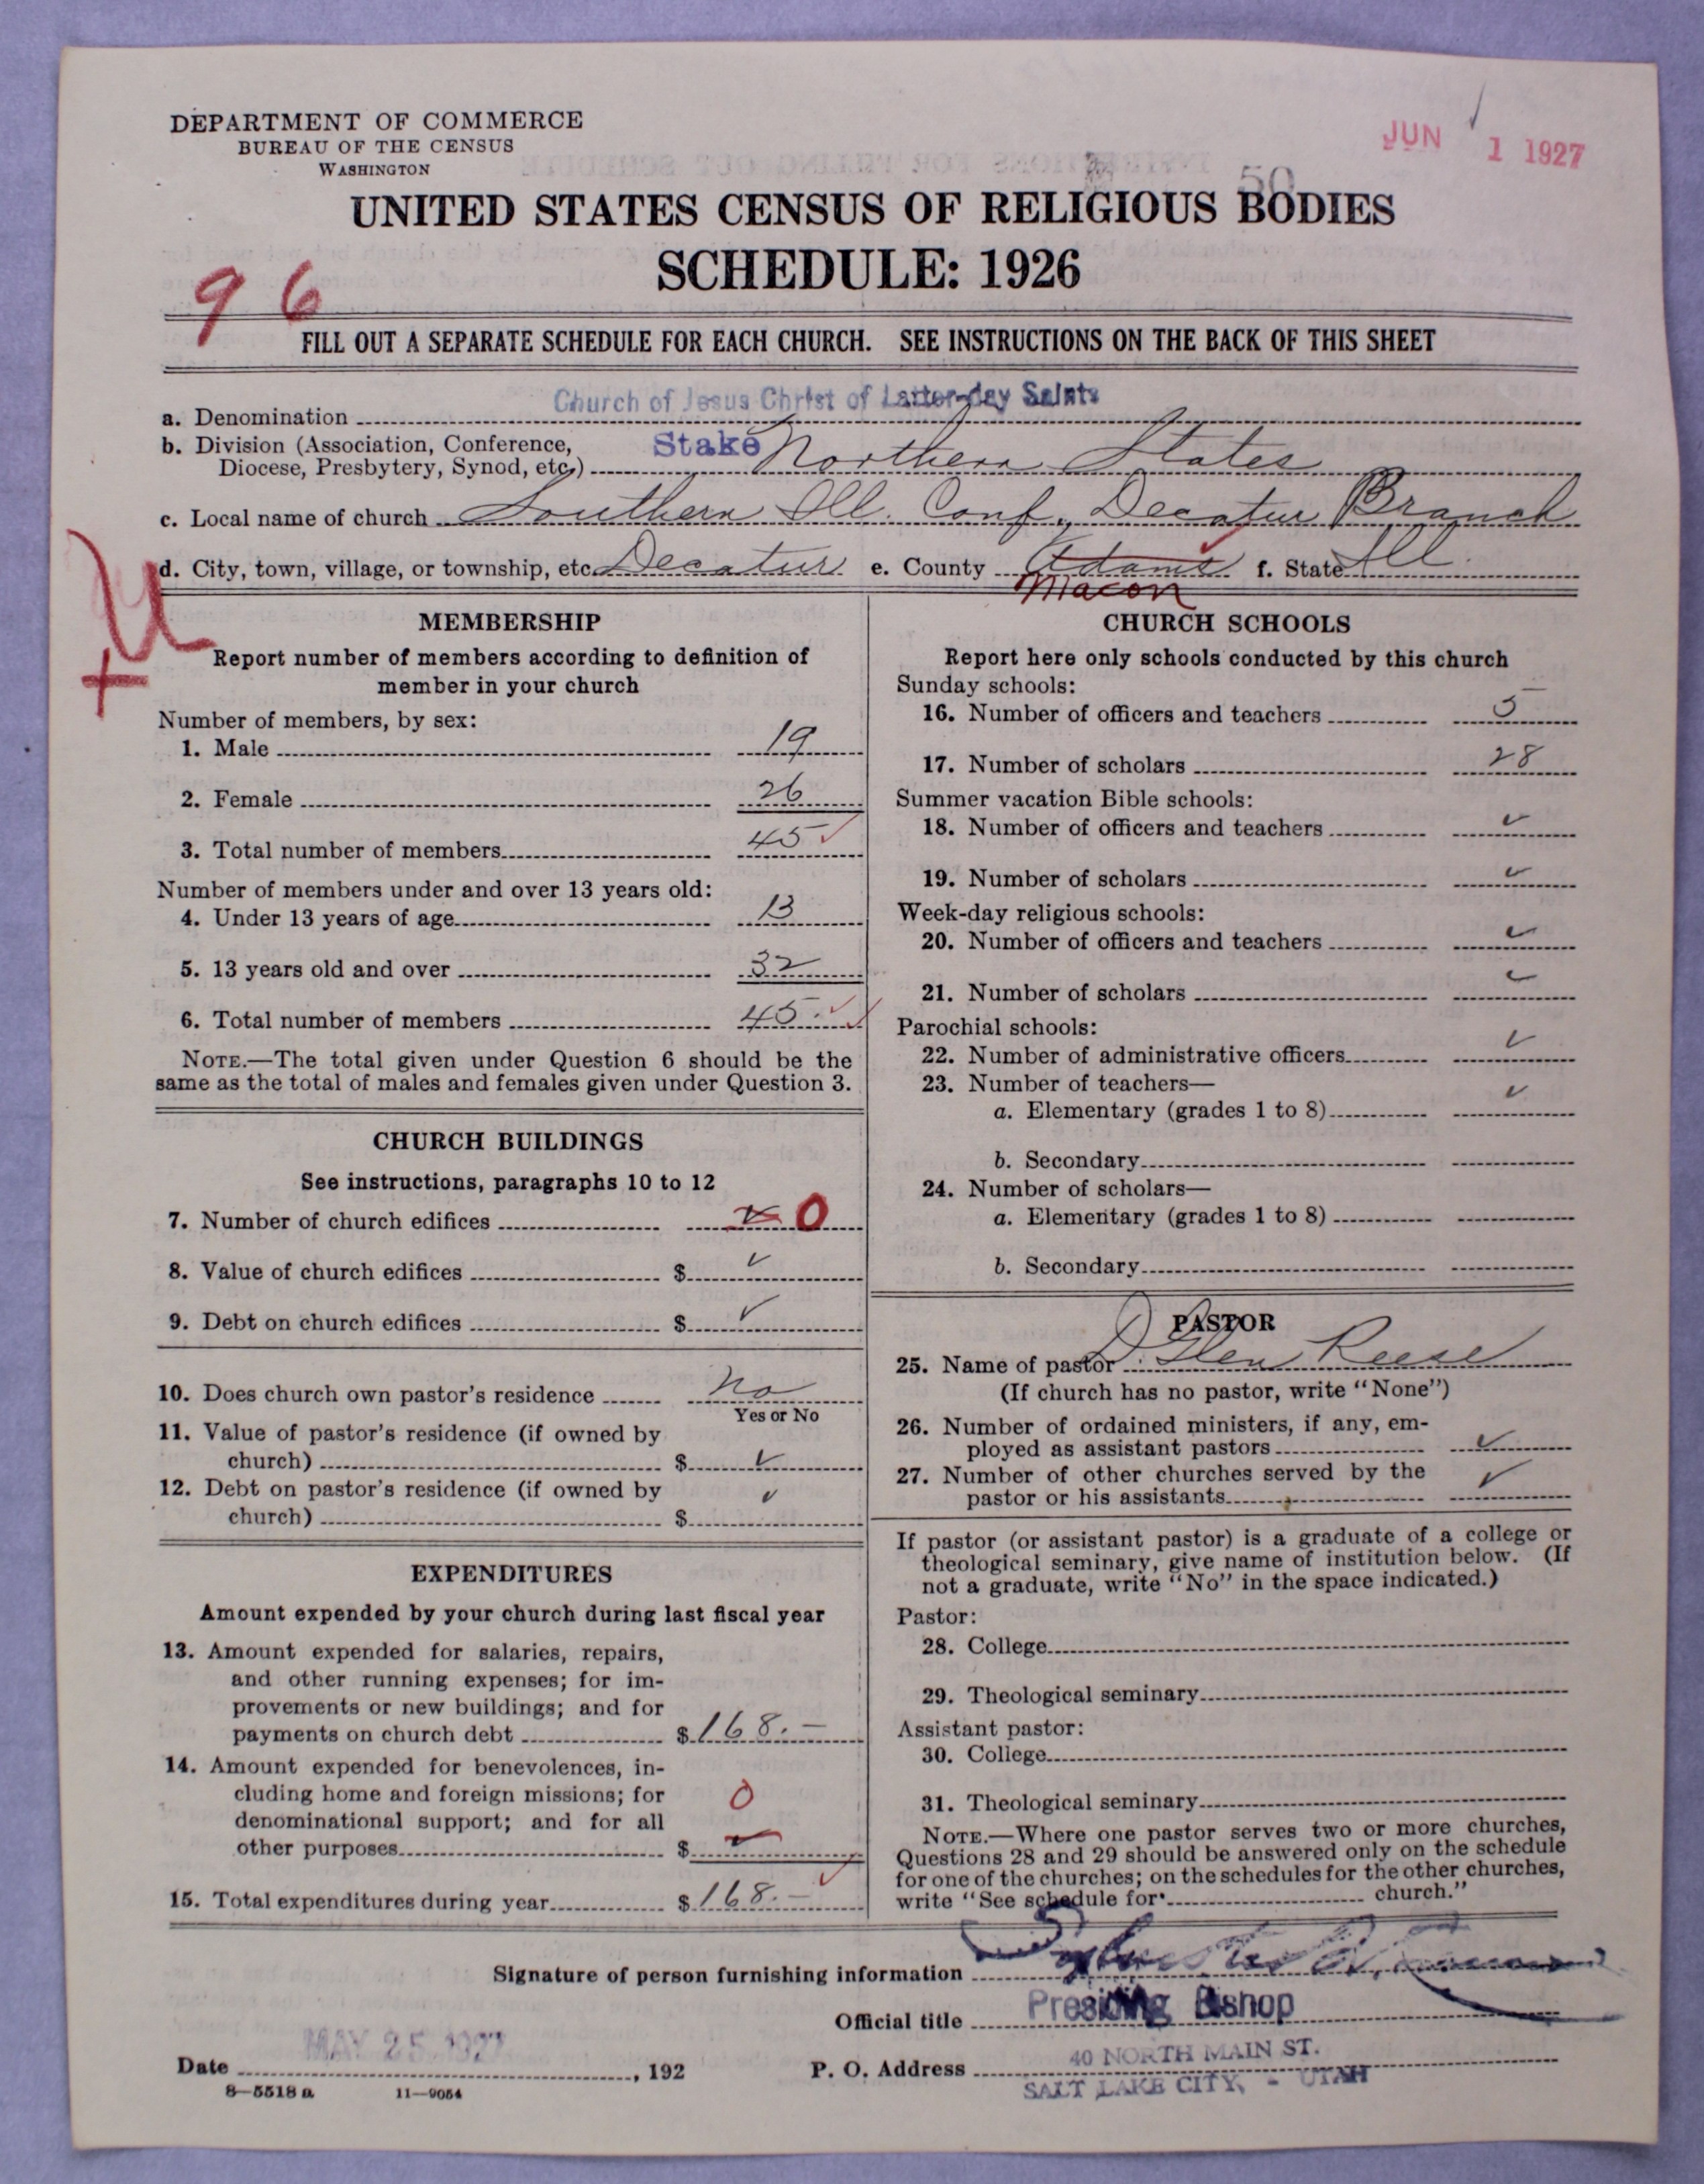 DEPARTMENT OF COMMERCE
BUREAU OF THE CENSUS
WASHINGTON
JUN 1 1927
50
UNITED STATES CENSUS OF RELIGIOUS BODIES
SCHEDULE: 1926
96
FILL OUT A SEPARATE SCHEDULE FOR EACH CHURCH. SEE INSTRUCTIONS ON THE BACK OF THIS SHEET
a. Denomination Church of Jesus Christ of Latter-day Saints
b. Division (Association, Conference,
Diocese, Presbytery, Synod, etc.) Stake Northern States
c. Local name of church Southern Ill. Conf., Decatur Branch
d. City, town, village, or township, etc. Decatur e. County Adams f. State Ill.
Macon
MEMBERSHIP
Report number of members according to definition of
member in your church
Number of members, by sex:
1. Male 19
2. Female 26
3. Total number of members 45 ✓
Number of members under and over 13 years old:
4. Under 13 years of age 13
5. 13 years old and over 32
6. Total number of members 45. ✓ ✓
NOTE.—The total given under Question 6 should be the
same as the total of males and females given under Question 3.
CHURCH BUILDINGS
See instructions, paragraphs 10 to 12
7. Number of church edifices ✓ 0
8. Value of church edifices $ ✓
9. Debt on church edifices $ ✓
10. Does church own pastor's residence no
Yes or No
11. Value of pastor's residence (if owned by
church) $ ✓
12. Debt on pastor's residence (if owned by
church) $ ✓
EXPENDITURES
Amount expended by your church during last fiscal year
13. Amount expended for salaries, repairs,
and other running expenses; for im-
provements or new buildings; and for
payments on church debt $ 168.—
14. Amount expended for benevolences, in-
cluding home and foreign missions; for
denominational support; and for all
other purposes $ ✓ 0
15. Total expenditures during year $ 168.— ✓
CHURCH SCHOOLS
Report here only schools conducted by this church
Sunday schools:
16. Number of officers and teachers 5
17. Number of scholars 28
Summer vacation Bible schools:
18. Number of officers and teachers ✓
19. Number of scholars ✓
Week-day religious schools:
20. Number of officers and teachers ✓
21. Number of scholars ✓
Parochial schools:
22. Number of administrative officers ✓
23. Number of teachers—
a. Elementary (grades 1 to 8) ✓
b. Secondary
24. Number of scholars—
a. Elementary (grades 1 to 8)
b. Secondary
PASTOR
25. Name of pastor D. Glen Reese
(If church has no pastor, write "None")
26. Number of ordained ministers, if any, em-
ployed as assistant pastors ✓
27. Number of other churches served by the
pastor or his assistants ✓
If pastor (or assistant pastor) is a graduate of a college or
theological seminary, give name of institution below. (If
not a graduate, write "No" in the space indicated.)
Pastor:
28. College
29. Theological seminary
Assistant pastor:
30. College
31. Theological seminary
NOTE.—Where one pastor serves two or more churches,
Questions 28 and 29 should be answered only on the schedule
for one of the churches; on the schedules for the other churches,
write "See schedule for church."
Signature of person furnishing information
Official title Presiding Bishop
Date MAY 25 1927, 192
P. O. Address 40 NORTH MAIN ST.
SALT LAKE CITY, - UTAH
8—5518 a 11—9054